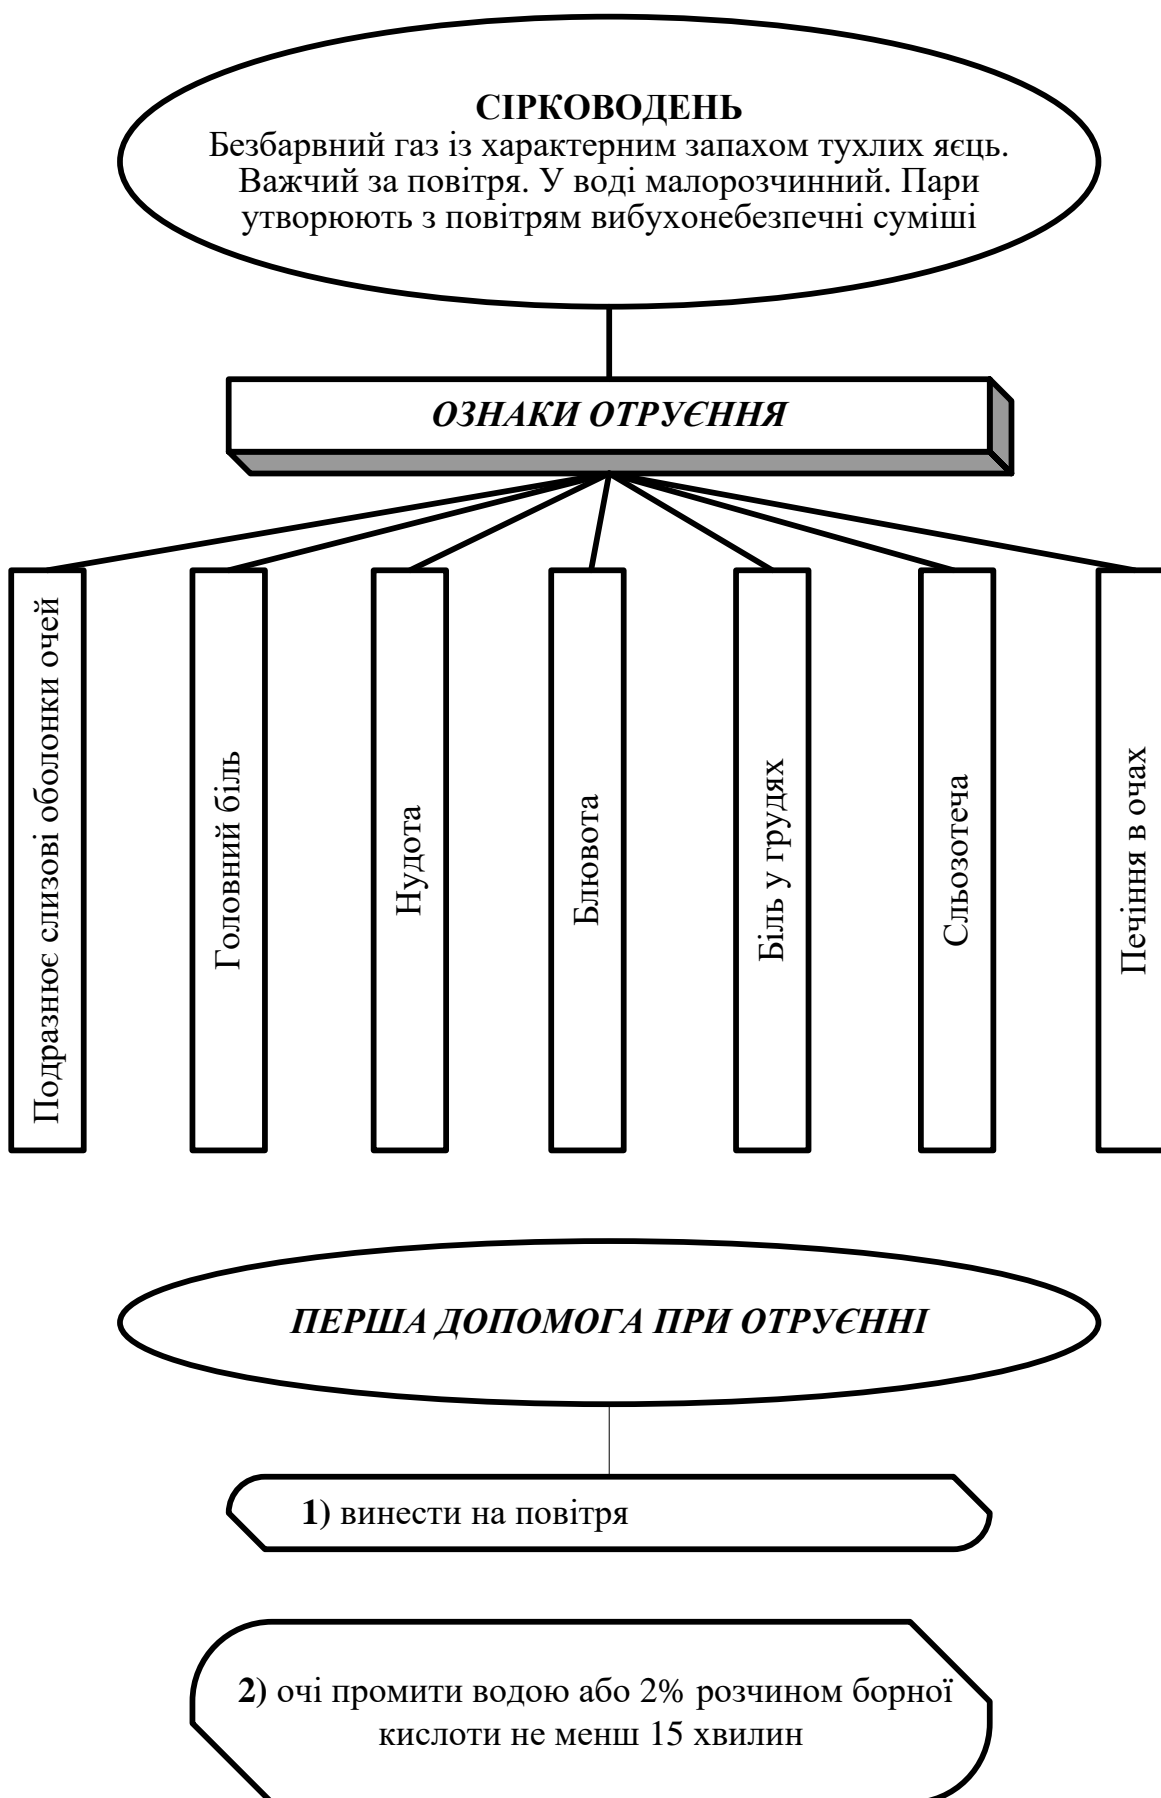 СІРКОВОДЕНЬ
Безбарвний газ із характерним запахом тухлих яєць.
Важчий за повітря. У воді малорозчинний. Пари
утворюють з повітрям вибухонебезпечні суміші
ОЗНАКИ ОТРУЄННЯ
Подразнює слизові оболонки очей
Головний біль
Нудота
Блювота
Біль у грудях
Сльозотеча
Печіння в очах
ПЕРША ДОПОМОГА ПРИ ОТРУЄННІ
1) винести на повітря
2) очі промити водою або 2% розчином борної
кислоти не менш 15 хвилин